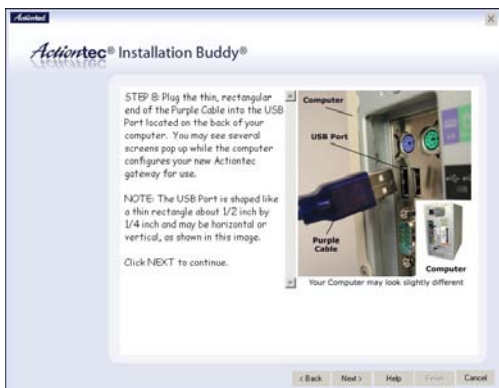 Actiontec
Actiontec® Installation Buddy®
STEP 8: Plug the thin, rectangular
end of the Purple Cable into the USB
Port located on the back of your
computer. You may see several
screens pop up while the computer
configures your new Actiontec
gateway for use.
NOTE: The USB Port is shaped like
a thin rectangle about 1/2 inch by
1/4 inch and may be horizontal or
vertical, as shown in this image.
Click NEXT to continue.
Computer
USB Port
Purple
Cable
Computer
Your Computer may look slightly different
< Back
Next >
Help
Finish
Cancel